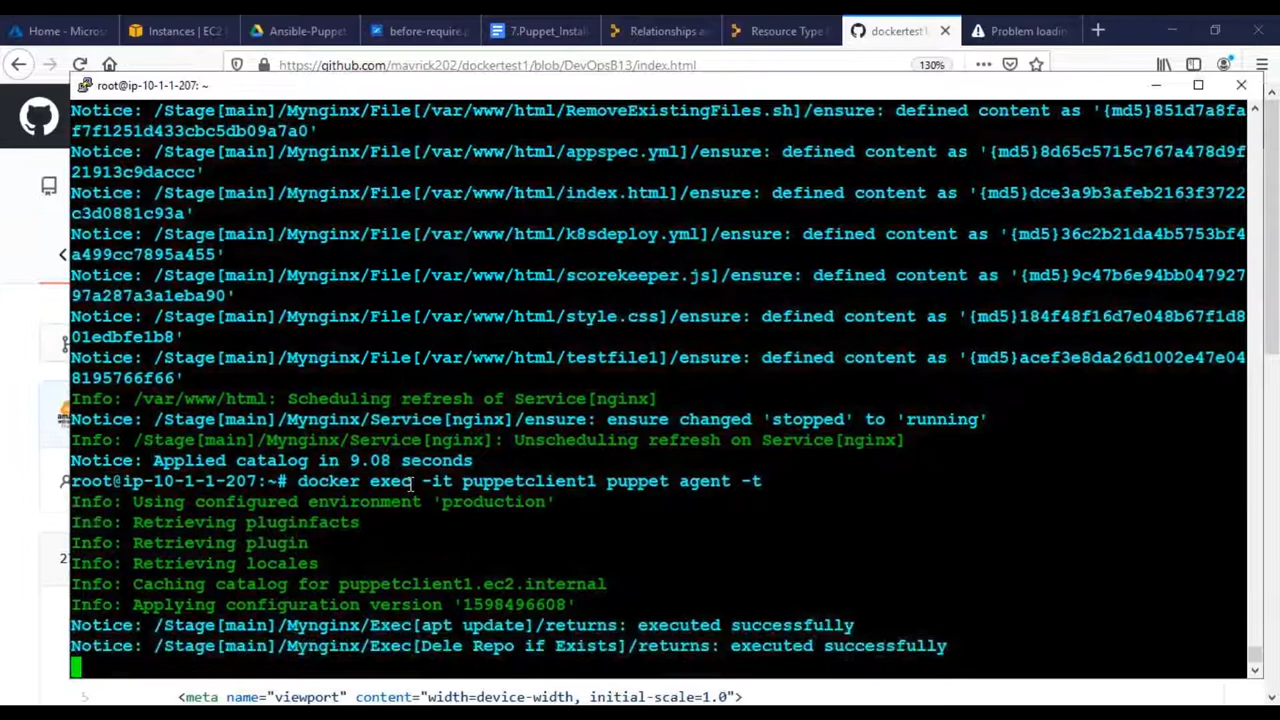 Home - Micros
Instances | EC2
Ansible-Puppet
before-require.p
7.Puppet_Install
Relationships a
Resource Type R
dockertest1
Problem loadin
https://github.com/mavrick202/dockertest1/blob/DevOpsB13/index.html
130%
root@ip-10-1-1-207: ~
Notice: /Stage[main]/Mynginx/File[/var/www/html/RemoveExistingFiles.sh]/ensure: defined content as '{md5}851d7a8fa
f7f1251d433cbc5db09a7a0'
Notice: /Stage[main]/Mynginx/File[/var/www/html/appspec.yml]/ensure: defined content as '{md5}8d65c5715c767a478d9f
21913c9daccc'
Notice: /Stage[main]/Mynginx/File[/var/www/html/index.html]/ensure: defined content as '{md5}dce3a9b3afeb2163f3722
c3d0881c93a'
Notice: /Stage[main]/Mynginx/File[/var/www/html/k8sdeploy.yml]/ensure: defined content as '{md5}36c2b21da4b5753bf4
a499cc7895a455'
Notice: /Stage[main]/Mynginx/File[/var/www/html/scorekeeper.js]/ensure: defined content as '{md5}9c47b6e94bb047927
97a287a3a1eba90'
Notice: /Stage[main]/Mynginx/File[/var/www/html/style.css]/ensure: defined content as '{md5}184f48f16d7e048b67f1d8
01edbfe1b8'
Notice: /Stage[main]/Mynginx/File[/var/www/html/testfile1]/ensure: defined content as '{md5}acef3e8da26d1002e47e04
8195766f66'
Info: /var/www/html: Scheduling refresh of Service[nginx]
Notice: /Stage[main]/Mynginx/Service[nginx]/ensure: ensure changed 'stopped' to 'running'
Info: /Stage[main]/Mynginx/Service[nginx]: Unscheduling refresh on Service[nginx]
Notice: Applied catalog in 9.08 seconds
root@ip-10-1-1-207:~# docker exec -it puppetclient1 puppet agent -t
Info: Using configured environment 'production'
Info: Retrieving pluginfacts
Info: Retrieving plugin
Info: Retrieving locales
Info: Caching catalog for puppetclient1.ec2.internal
Info: Applying configuration version '1598496608'
Notice: /Stage[main]/Mynginx/Exec[apt update]/returns: executed successfully
Notice: /Stage[main]/Mynginx/Exec[Dele Repo if Exists]/returns: executed successfully
5 <meta name="viewport" content="width=device-width, initial-scale=1.0">